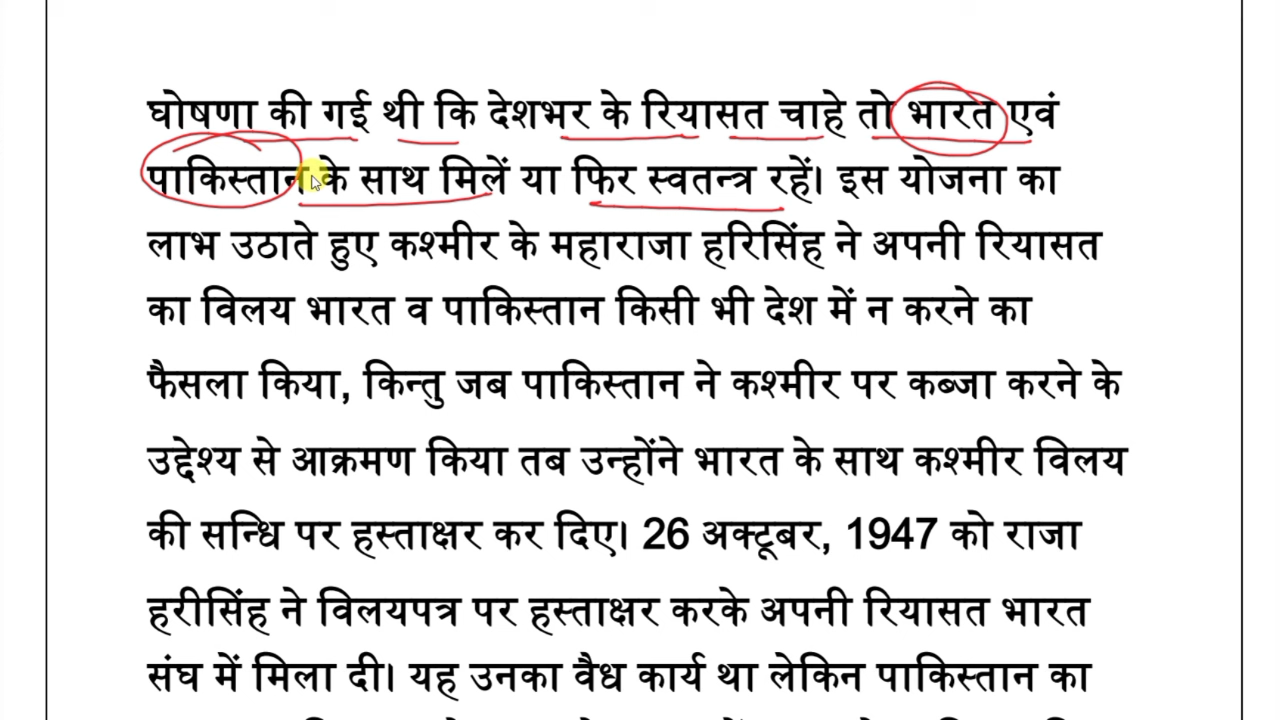 घोषणा की गई थी कि देशभर के रियासत चाहे तो भारत एवं
पाकिस्तान के साथ मिलें या फिर स्वतन्त्र रहें। इस योजना का
लाभ उठाते हुए कश्मीर के महाराजा हरिसिंह ने अपनी रियासत
का विलय भारत व पाकिस्तान किसी भी देश में न करने का
फैसला किया, किन्तु जब पाकिस्तान ने कश्मीर पर कब्जा करने के
उद्देश्य से आक्रमण किया तब उन्होंने भारत के साथ कश्मीर विलय
की सन्धि पर हस्ताक्षर कर दिए। 26 अक्टूबर, 1947 को राजा
हरीसिंह ने विलयपत्र पर हस्ताक्षर करके अपनी रियासत भारत
संघ में मिला दी। यह उनका वैध कार्य था लेकिन पाकिस्तान का